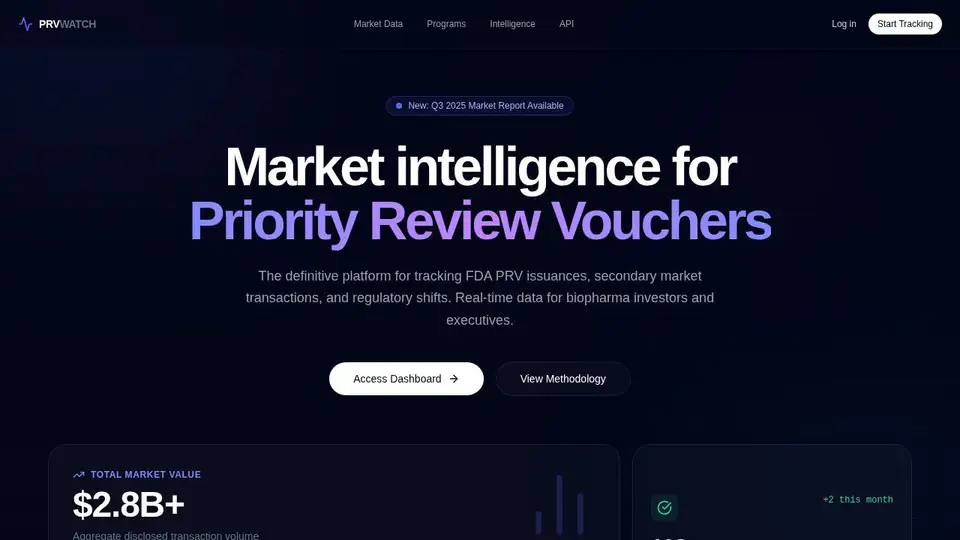 PRVWATCH
Market Data
Programs
Intelligence
API
Log in
Start Tracking
New: Q3 2025 Market Report Available
Market intelligence for
Priority Review Vouchers
The definitive platform for tracking FDA PRV issuances, secondary market
transactions, and regulatory shifts. Real-time data for biopharma investors and
executives.
Access Dashboard
View Methodology
TOTAL MARKET VALUE
$2.8B+
Aggregate disclosed transaction volume
+2 this month